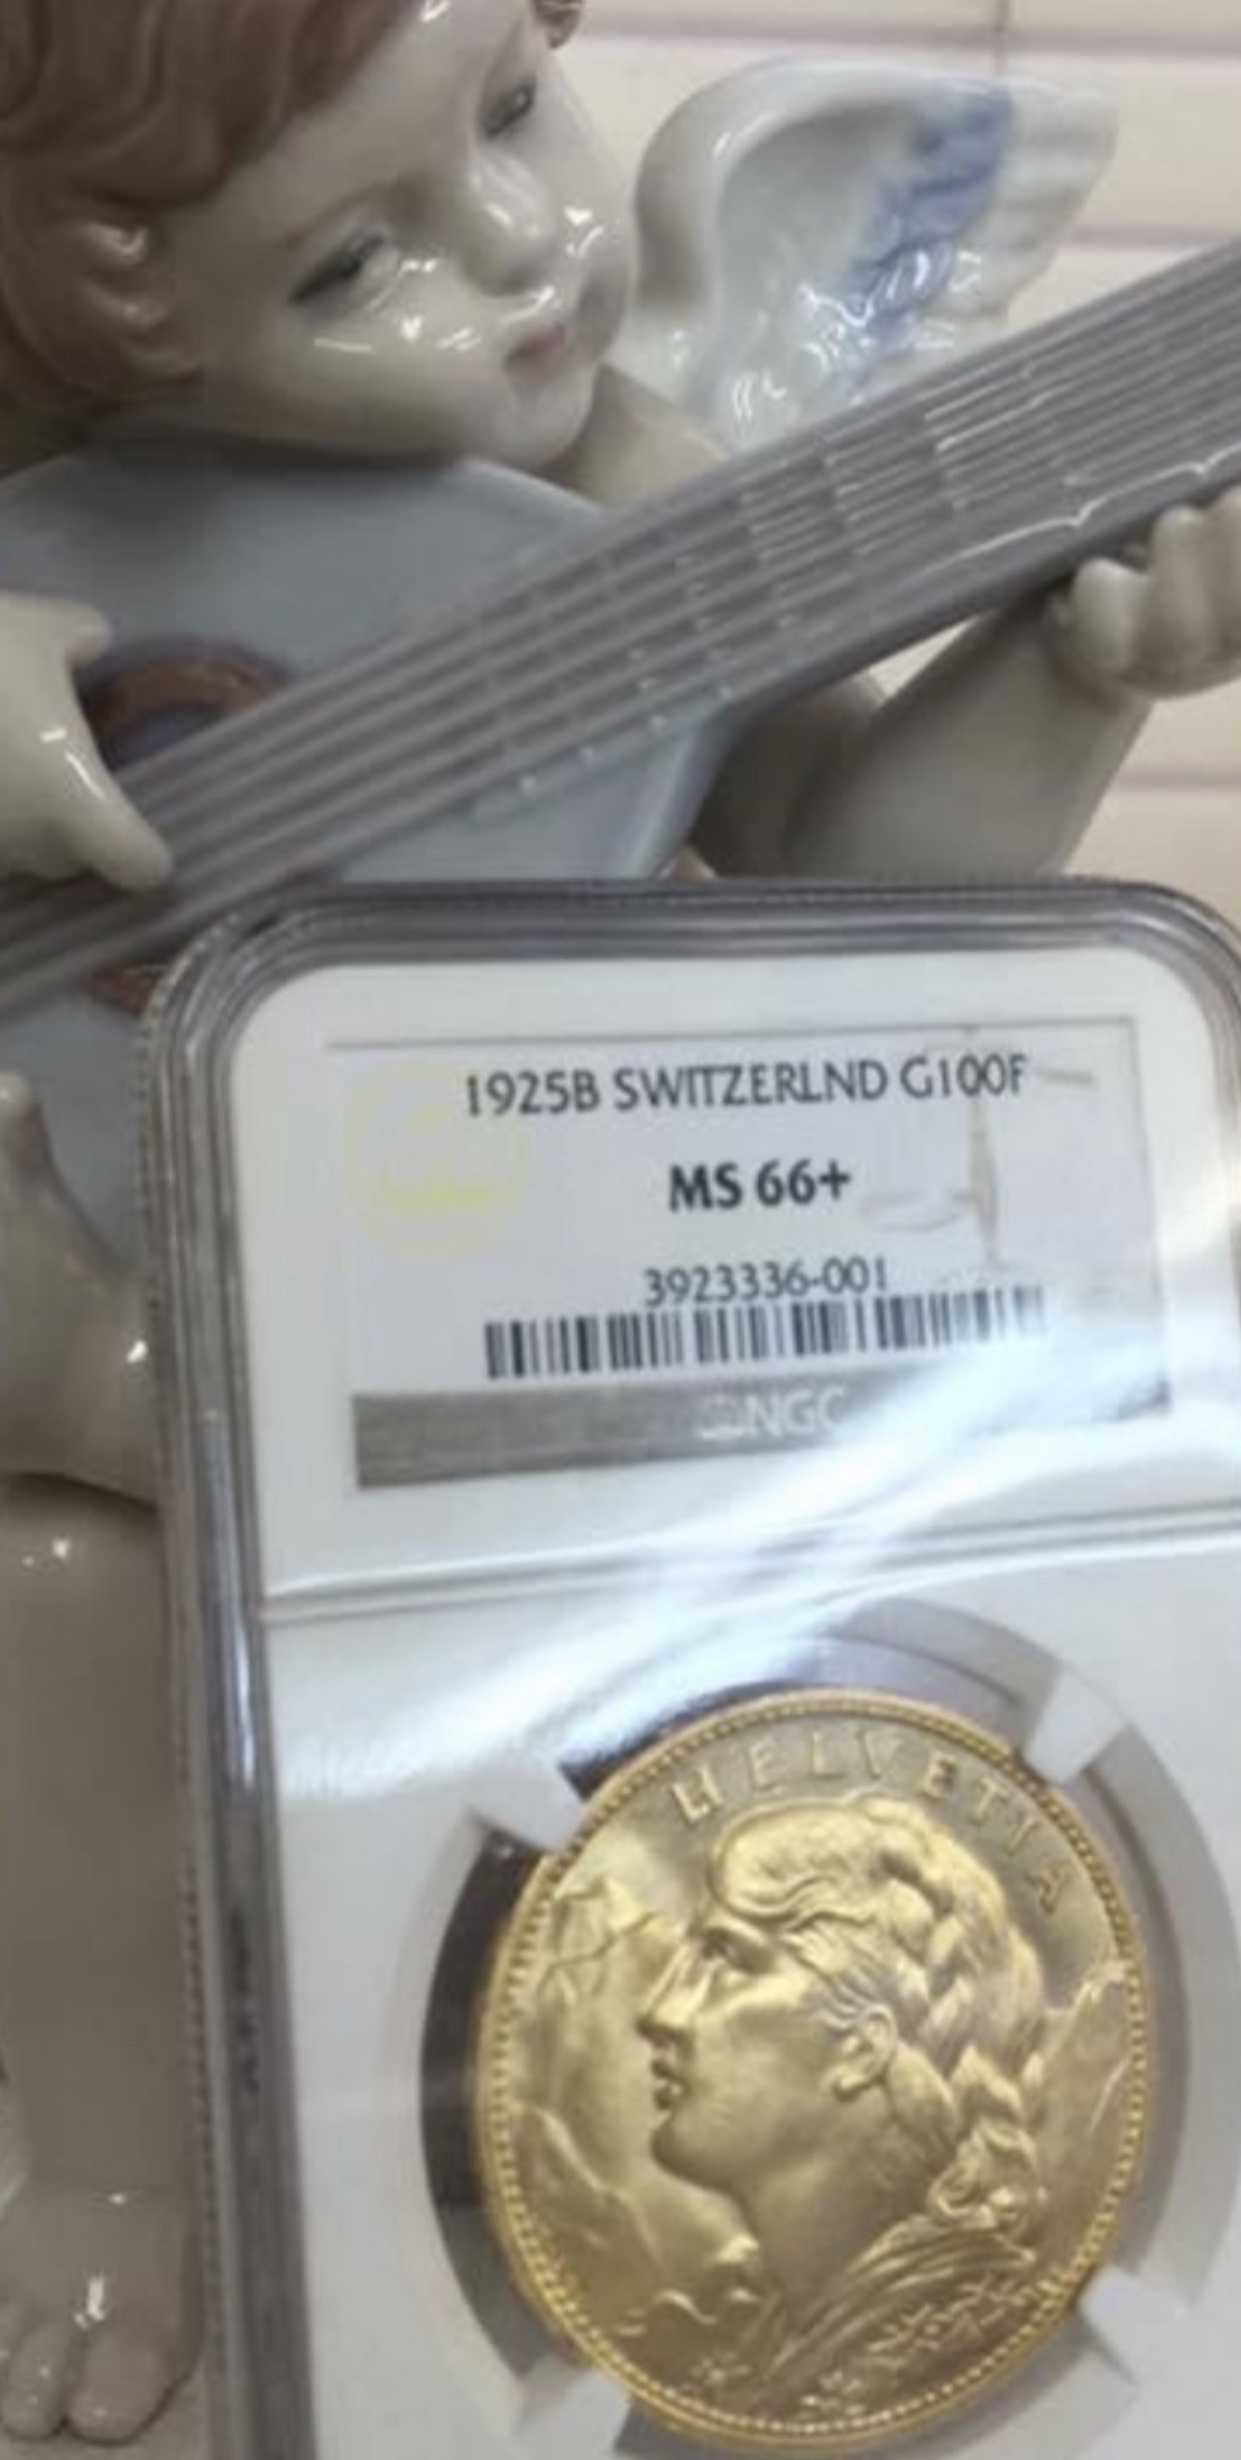 1925B SWITZERLND G100F
MS 66+
3923336-001
NGC
HELVETIA